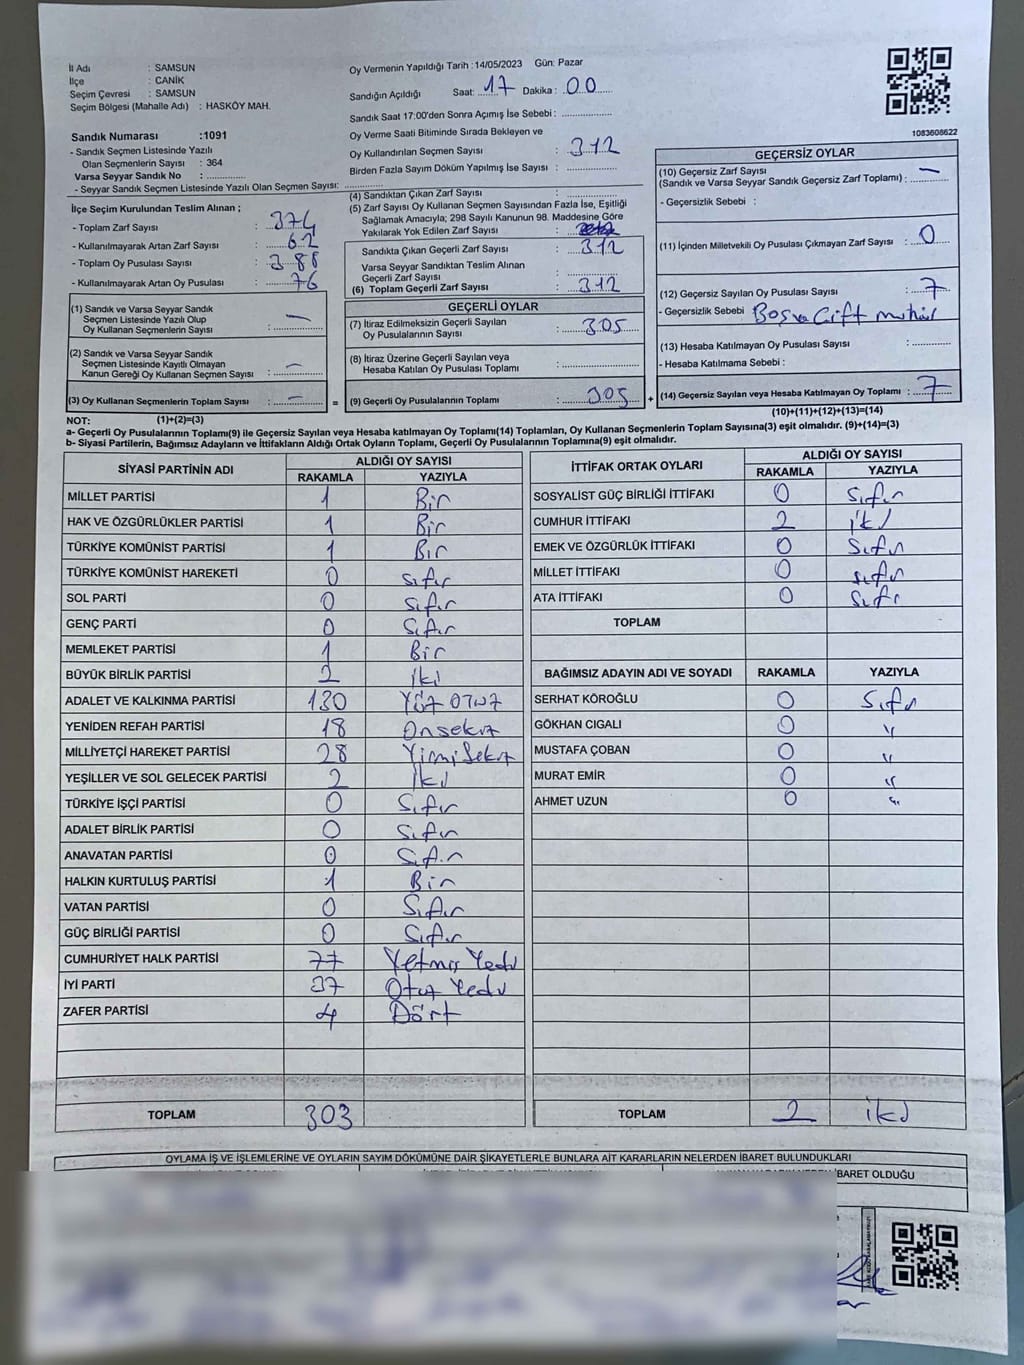 İl Adı : SAMSUN
İlçe : CANİK
Seçim Çevresi : SAMSUN
Seçim Bölgesi (Mahalle Adı) : HASKÖY MAH.
Sandık Numarası :1091
- Sandık Seçmen Listesinde Yazılı
Olan Seçmenlerin Sayısı : 364
Varsa Seyyar Sandık No : ..............
- Seyyar Sandık Seçmen Listesinde Yazılı Olan Seçmen Sayısı: ..............
İlçe Seçim Kurulundan Teslim Alınan ;
- Toplam Zarf Sayısı : 374
- Kullanılmayarak Artan Zarf Sayısı : 62
- Toplam Oy Pusulası Sayısı : 388
- Kullanılmayarak Artan Oy Pusulası : 76
(1) Sandık ve Varsa Seyyar Sandık
Seçmen Listesinde Yazılı Olup
Oy Kullanan Seçmenlerin Sayısı : —
(2) Sandık ve Varsa Seyyar Sandık
Seçmen Listesinde Kayıtlı Olmayan
Kanun Gereği Oy Kullanan Seçmen Sayısı : —
(3) Oy Kullanan Seçmenlerin Toplam Sayısı : —
Oy Vermenin Yapıldığı Tarih :14/05/2023 Gün: Pazar
Sandığın Açıldığı Saat: 17 Dakika : 00
Sandık Saat 17:00'den Sonra Açımış İse Sebebi : ..............
Oy Verme Saati Bitiminde Sırada Bekleyen ve
Oy Kullandırılan Seçmen Sayısı : 312
Birden Fazla Sayım Döküm Yapılmış İse Sayısı : ..............
(4) Sandıktan Çıkan Zarf Sayısı : ..............
(5) Zarf Sayısı Oy Kullanan Seçmen Sayısından Fazla İse, Eşitliği
Sağlamak Amacıyla; 298 Sayılı Kanunun 98. Maddesine Göre
Yakılarak Yok Edilen Zarf Sayısı :
Sandıkta Çıkan Geçerli Zarf Sayısı : 312
Varsa Seyyar Sandıktan Teslim Alınan
Geçerli Zarf Sayısı : ..............
(6) Toplam Geçerli Zarf Sayısı : 312
GEÇERLİ OYLAR
(7) İtiraz Edilmeksizin Geçerli Sayılan
Oy Pusulalarının Sayısı : 305
(8) İtiraz Üzerine Geçerli Sayılan veya
Hesaba Katılan Oy Pusulası Toplamı : ..............
= (9) Geçerli Oy Pusulalarının Toplamı : 305 +
1083608622
GEÇERSİZ OYLAR
(10) Geçersiz Zarf Sayısı
(Sandık ve Varsa Seyyar Sandık Geçersiz Zarf Toplamı) : —
- Geçersizlik Sebebi :
(11) İçinden Milletvekili Oy Pusulası Çıkmayan Zarf Sayısı : 0
(12) Geçersiz Sayılan Oy Pusulası Sayısı : 7
- Geçersizlik Sebebi Boş ve Çift mühür
(13) Hesaba Katılmayan Oy Pusulası Sayısı : ..............
- Hesaba Katılmama Sebebi :
(14) Geçersiz Sayılan veya Hesaba Katılmayan Oy Toplamı : 7
NOT: (1)+(2)=(3) (10)+(11)+(12)+(13)=(14)
a- Geçerli Oy Pusulalarının Toplamı(9) ile Geçersiz Sayılan veya Hesaba katılmayan Oy Toplamı(14) Toplamları, Oy Kullanan Seçmenlerin Toplam Sayısına(3) eşit olmalıdır. (9)+(14)=(3)
b- Siyasi Partilerin, Bağımsız Adayların ve İttifakların Aldığı Ortak Oyların Toplamı, Geçerli Oy Pusulalarının Toplamına(9) eşit olmalıdır.
SİYASİ PARTİNİN ADI ALDIĞI OY SAYISI
RAKAMLA YAZIYLA
MİLLET PARTİSİ 1 Bir
HAK VE ÖZGÜRLÜKLER PARTİSİ 1 Bir
TÜRKİYE KOMÜNİST PARTİSİ 1 Bir
TÜRKİYE KOMÜNİST HAREKETİ 0 sıfır
SOL PARTİ 0 sıfır
GENÇ PARTİ 0 Sıfır
MEMLEKET PARTİSİ 1 Bir
BÜYÜK BİRLİK PARTİSİ 2 iki
ADALET VE KALKINMA PARTİSİ 130 Yüz Otuz
YENİDEN REFAH PARTİSİ 18 Onsekiz
MİLLİYETÇİ HAREKET PARTİSİ 28 Yirmi Sekiz
YEŞİLLER VE SOL GELECEK PARTİSİ 2 iki
TÜRKİYE İŞÇİ PARTİSİ 0 Sıfır
ADALET BİRLİK PARTİSİ 0 Sıfır
ANAVATAN PARTİSİ 0 Sıfır
HALKIN KURTULUŞ PARTİSİ 1 Bir
VATAN PARTİSİ 0 Sıfır
GÜÇ BİRLİĞİ PARTİSİ 0 Sıfır
CUMHURİYET HALK PARTİSİ 77 Yetmiş Yedi
İYİ PARTİ 37 Otuz Yedi
ZAFER PARTİSİ 4 Dört
TOPLAM 303
İTTİFAK ORTAK OYLARI ALDIĞI OY SAYISI
RAKAMLA YAZIYLA
SOSYALİST GÜÇ BİRLİĞİ İTTİFAKI 0 Sıfır
CUMHUR İTTİFAKI 2 iki
EMEK VE ÖZGÜRLÜK İTTİFAKI 0 Sıfır
MİLLET İTTİFAKI 0 sıfır
ATA İTTİFAKI 0 Sıfır
TOPLAM
BAĞIMSIZ ADAYIN ADI VE SOYADI RAKAMLA YAZIYLA
SERHAT KÖROĞLU 0 Sıfır
GÖKHAN CIGALI 0 "
MUSTAFA ÇOBAN 0 "
MURAT EMİR 0 "
AHMET UZUN 0 "
TOPLAM 2 iki
OYLAMA İŞ VE İŞLEMLERİNE VE OYLARIN SAYIM DÖKÜMÜNE DAİR ŞİKAYETLERLE BUNLARA AİT KARARLARIN NELERDEN İBARET BULUNDUKLARI
İBARET OLDUĞU